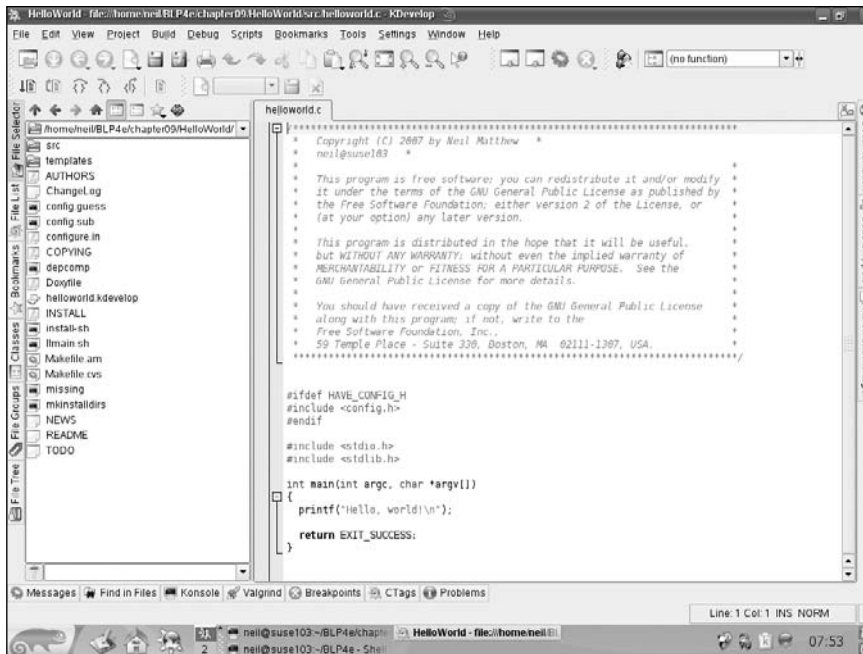 HelloWorld - file:/home/neil/BLP4e/chapter09/HelloWorld/src/helloworld.c - KDevelop
File Edit View Project Build Debug Scripts Bookmarks Tools Settings Window Help
(no function)
helloworld.c
/home/neil/BLP4e/chapter09/HelloWorld/
src
templates
AUTHORS
ChangeLog
config.guess
config.sub
configure.in
COPYING
depcomp
Doxyfile
helloworld.kdevelop
INSTALL
install-sh
ltmain.sh
Makefile.am
Makefile.cvs
missing
mkinstalldirs
NEWS
README
TODO
File Selector
File List
Bookmarks
Classes
File Groups
File Tree
/***************************************************************************
* Copyright (C) 2007 by Neil Matthew *
* neil@suse103 *
* *
* This program is free software; you can redistribute it and/or modify *
* it under the terms of the GNU General Public License as published by *
* the Free Software Foundation; either version 2 of the License, or *
* (at your option) any later version. *
* *
* This program is distributed in the hope that it will be useful, *
* but WITHOUT ANY WARRANTY; without even the implied warranty of *
* MERCHANTABILITY or FITNESS FOR A PARTICULAR PURPOSE. See the *
* GNU General Public License for more details. *
* *
* You should have received a copy of the GNU General Public License *
* along with this program; if not, write to the *
* Free Software Foundation, Inc., *
* 59 Temple Place - Suite 330, Boston, MA 02111-1307, USA. *
***************************************************************************/
#ifdef HAVE_CONFIG_H
#include <config.h>
#endif
#include <stdio.h>
#include <stdlib.h>
int main(int argc, char *argv[])
{
printf("Hello, world!\n");
return EXIT_SUCCESS;
}
Messages Find in Files Konsole Valgrind Breakpoints CTags Problems
Line: 1 Col: 1 INS NORM
2
neil@suse103:~/BLP4e/chapte
neil@suse103:~/BLP4e - Shell
HelloWorld - file:/home/neil/BL
07:53